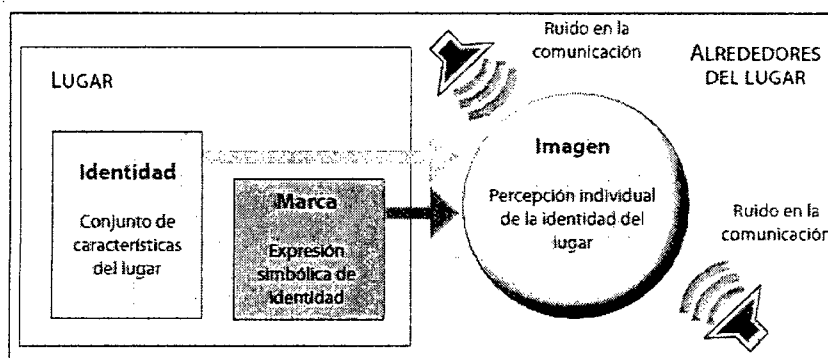 LUGAR
Identidad
Conjunto de
características
del lugar
Marca
Expresión
simbólica de
identidad
Ruido en la
comunicación
ALREDEDORES
DEL LUGAR
Imagen
Percepción individual
de la identidad del
lugar
Ruido en la
comunicación